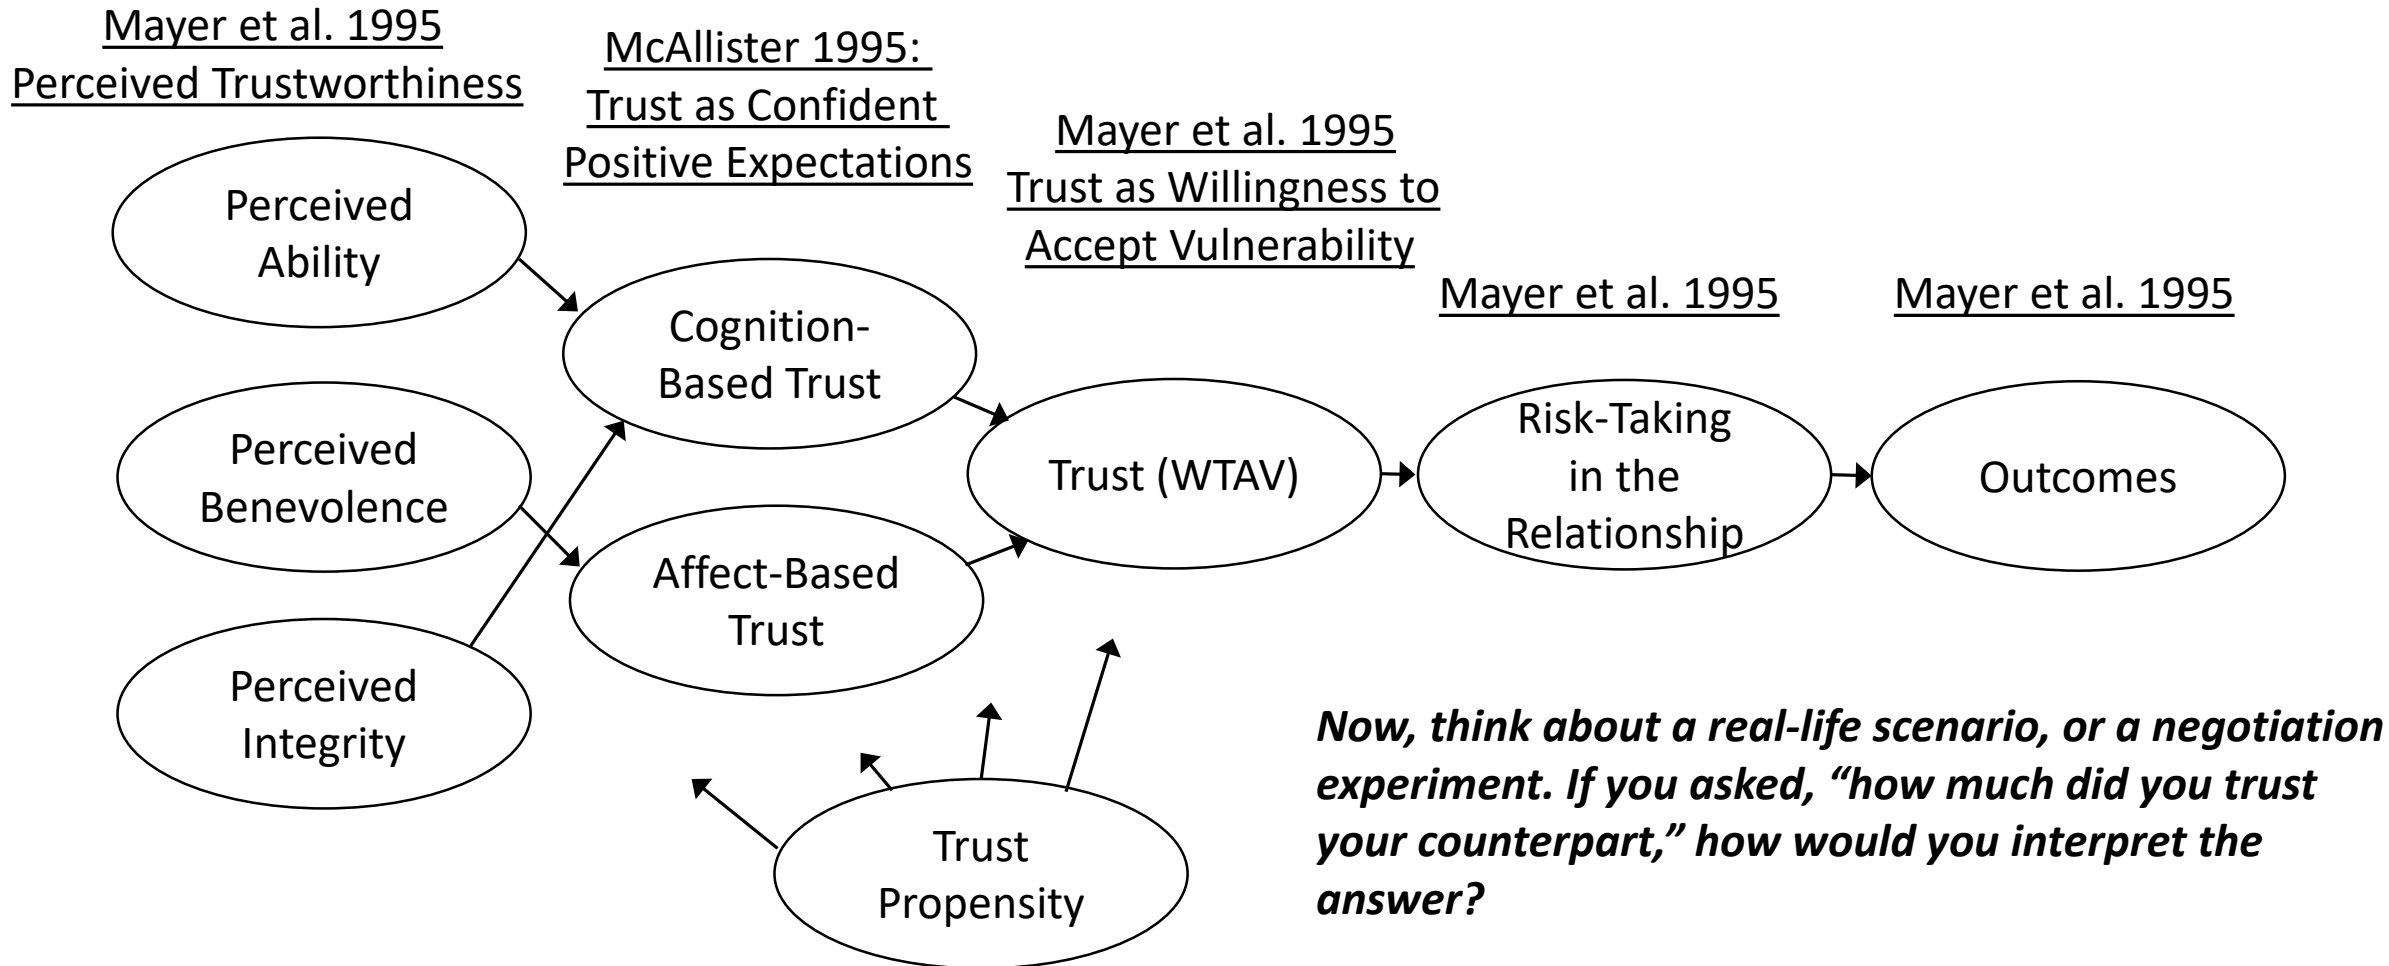 Mayer et al. 1995
Perceived Trustworthiness
McAllister 1995:
Trust as Confident
Positive Expectations
Mayer et al. 1995
Trust as Willingness to
Accept Vulnerability
Mayer et al. 1995
Mayer et al. 1995
Perceived
Ability
Perceived
Benevolence
Perceived
Integrity
Cognition-
Based Trust
Affect-Based
Trust
Trust (WTAV)
Risk-Taking
in the
Relationship
Outcomes
Trust
Propensity
Now, think about a real-life scenario, or a negotiation
experiment. If you asked, “how much did you trust
your counterpart,” how would you interpret the
answer?